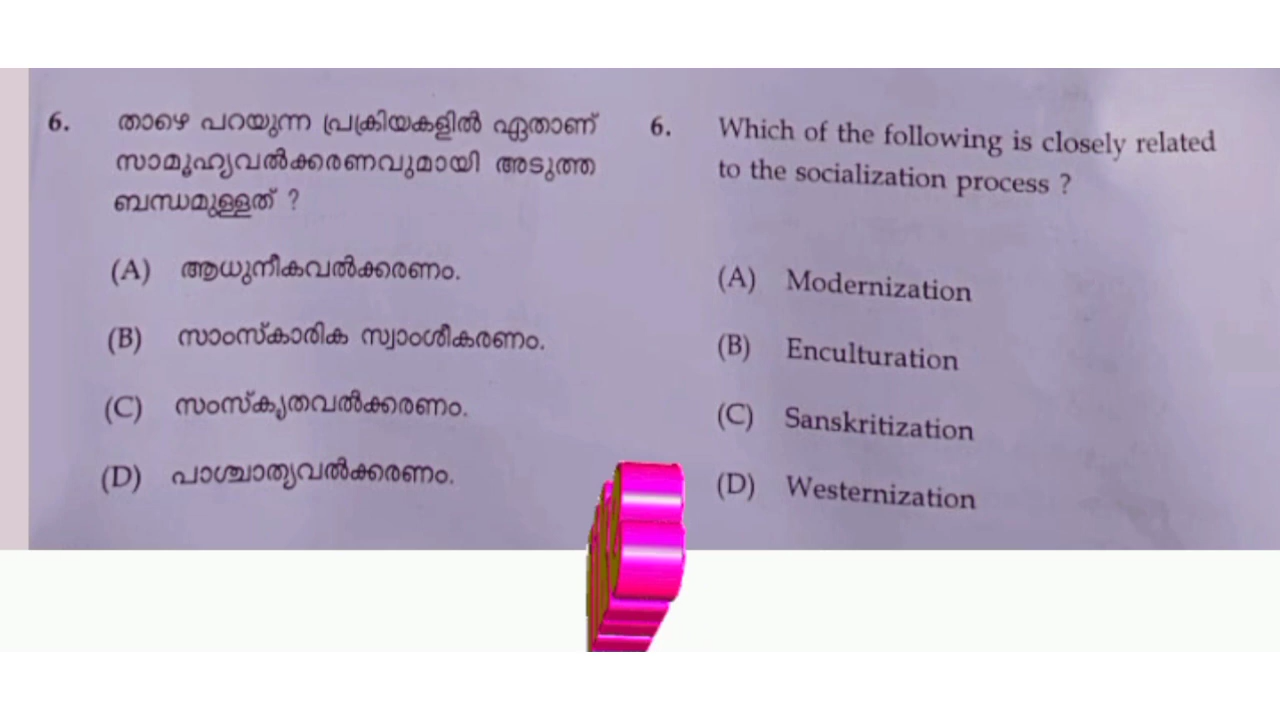 6. താഴെ പറയുന്ന പ്രക്രിയകളിൽ ഏതാണ്
സാമൂഹ്യവൽക്കരണവുമായി അടുത്ത
ബന്ധമുള്ളത് ?
(A) ആധുനീകവൽക്കരണം.
(B) സാംസ്കാരിക സ്വാംശീകരണം.
(C) സംസ്കൃതവൽക്കരണം.
(D) പാശ്ചാത്യവൽക്കരണം.
6. Which of the following is closely related
to the socialization process ?
(A) Modernization
(B) Enculturation
(C) Sanskritization
(D) Westernization